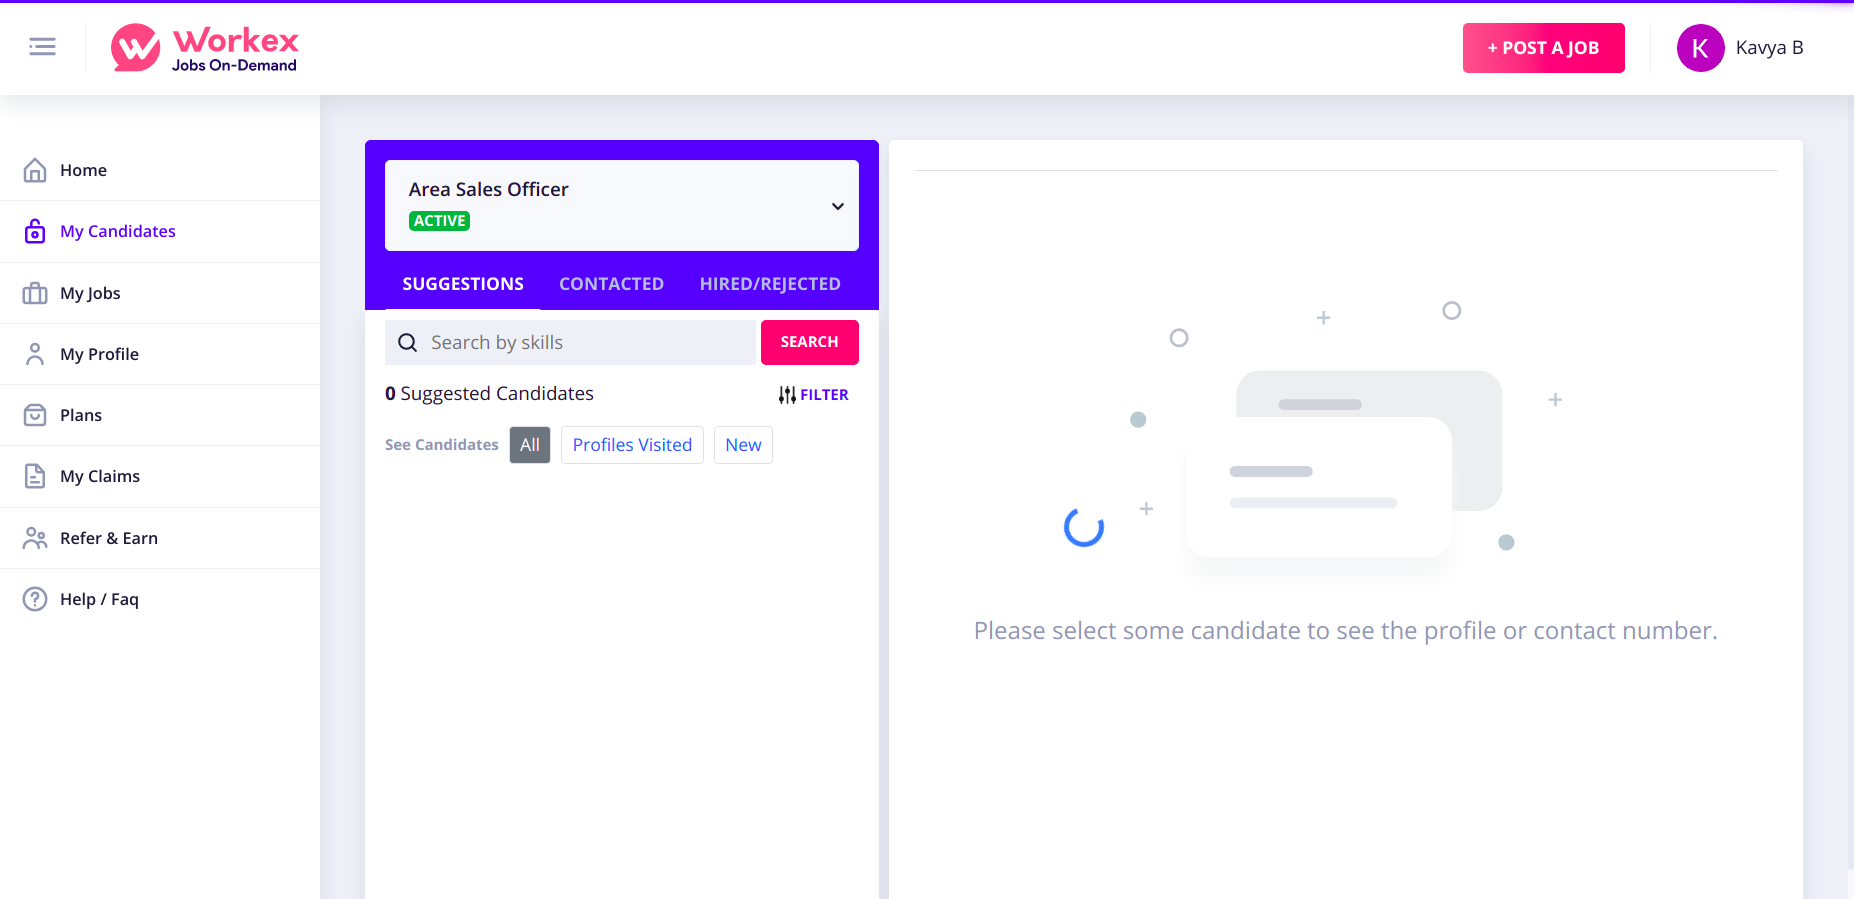 Workex
Jobs On-Demand
+ POST A JOB
K
Kavya B
Home
My Candidates
My Jobs
My Profile
Plans
My Claims
Refer & Earn
Help / Faq
Area Sales Officer
ACTIVE
SUGGESTIONS CONTACTED HIRED/REJECTED
Search by skills SEARCH
0 Suggested Candidates FILTER
See Candidates All Profiles Visited New
Please select some candidate to see the profile or contact number.